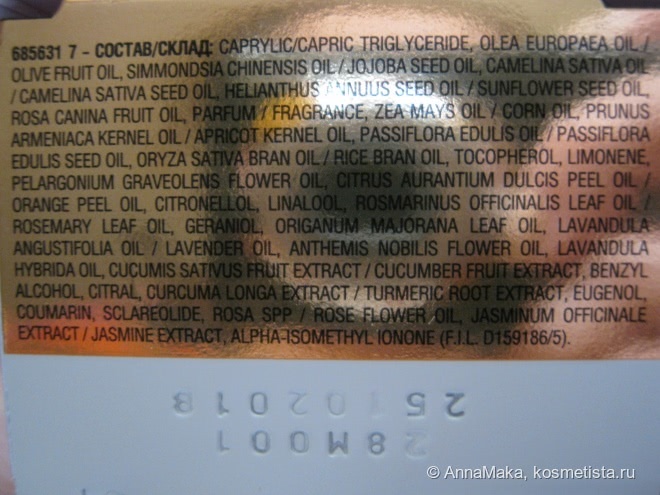 685631 7 - СОСТАВ/СКЛАД: CAPRYLIC/CAPRIC TRIGLYCERIDE, OLEA EUROPAEA OIL /
OLIVE FRUIT OIL, SIMMONDSIA CHINENSIS OIL / JOJOBA SEED OIL, CAMELINA SATIVA OIL
/ CAMELINA SATIVA SEED OIL, HELIANTHUS ANNUUS SEED OIL / SUNFLOWER SEED OIL,
ROSA CANINA FRUIT OIL, PARFUM / FRAGRANCE, ZEA MAYS OIL / CORN OIL, PRUNUS
ARMENIACA KERNEL OIL / APRICOT KERNEL OIL, PASSIFLORA EDULIS OIL / PASSIFLORA
EDULIS SEED OIL, ORYZA SATIVA BRAN OIL / RICE BRAN OIL, TOCOPHEROL, LIMONENE,
PELARGONIUM GRAVEOLENS FLOWER OIL, CITRUS AURANTIUM DULCIS PEEL OIL /
ORANGE PEEL OIL, CITRONELLOL, LINALOOL, ROSMARINUS OFFICINALIS LEAF OIL /
ROSEMARY LEAF OIL, GERANIOL, ORIGANUM MAJORANA LEAF OIL, LAVANDULA
ANGUSTIFOLIA OIL / LAVENDER OIL, ANTHEMIS NOBILIS FLOWER OIL, LAVANDULA
HYBRIDA OIL, CUCUMIS SATIVUS FRUIT EXTRACT / CUCUMBER FRUIT EXTRACT, BENZYL
ALCOHOL, CITRAL, CURCUMA LONGA EXTRACT / TURMERIC ROOT EXTRACT, EUGENOL,
COUMARIN, SCLAREOLIDE, ROSA SPP / ROSE FLOWER OIL, JASMINUM OFFICINALE
EXTRACT / JASMINE EXTRACT, ALPHA-ISOMETHYL IONONE (F.I.L. D159186/5).
25102018
28M001
© AnnaMaka, kosmetista.ru